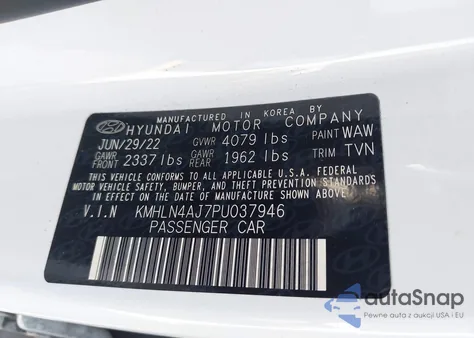 MANUFACTURED IN KOREA BY
HYUNDAI MOTOR COMPANY
JUN/29/22 GVWR 4079 lbs PAINT WAW
GAWR FRONT 2337 lbs GAWR REAR 1962 lbs TRIM TVN
THIS VEHICLE CONFORMS TO ALL APPLICABLE U.S.A. FEDERAL
MOTOR VEHICLE SAFETY, BUMPER, AND THEFT PREVENTION
STANDARDS IN EFFECT ON THE DATE OF MANUFACTURE SHOWN ABOVE.
V.I.N KMHLN4AJ7PU037946
PASSENGER CAR
autoSnap
Pewne auta z aukcji USA i EU